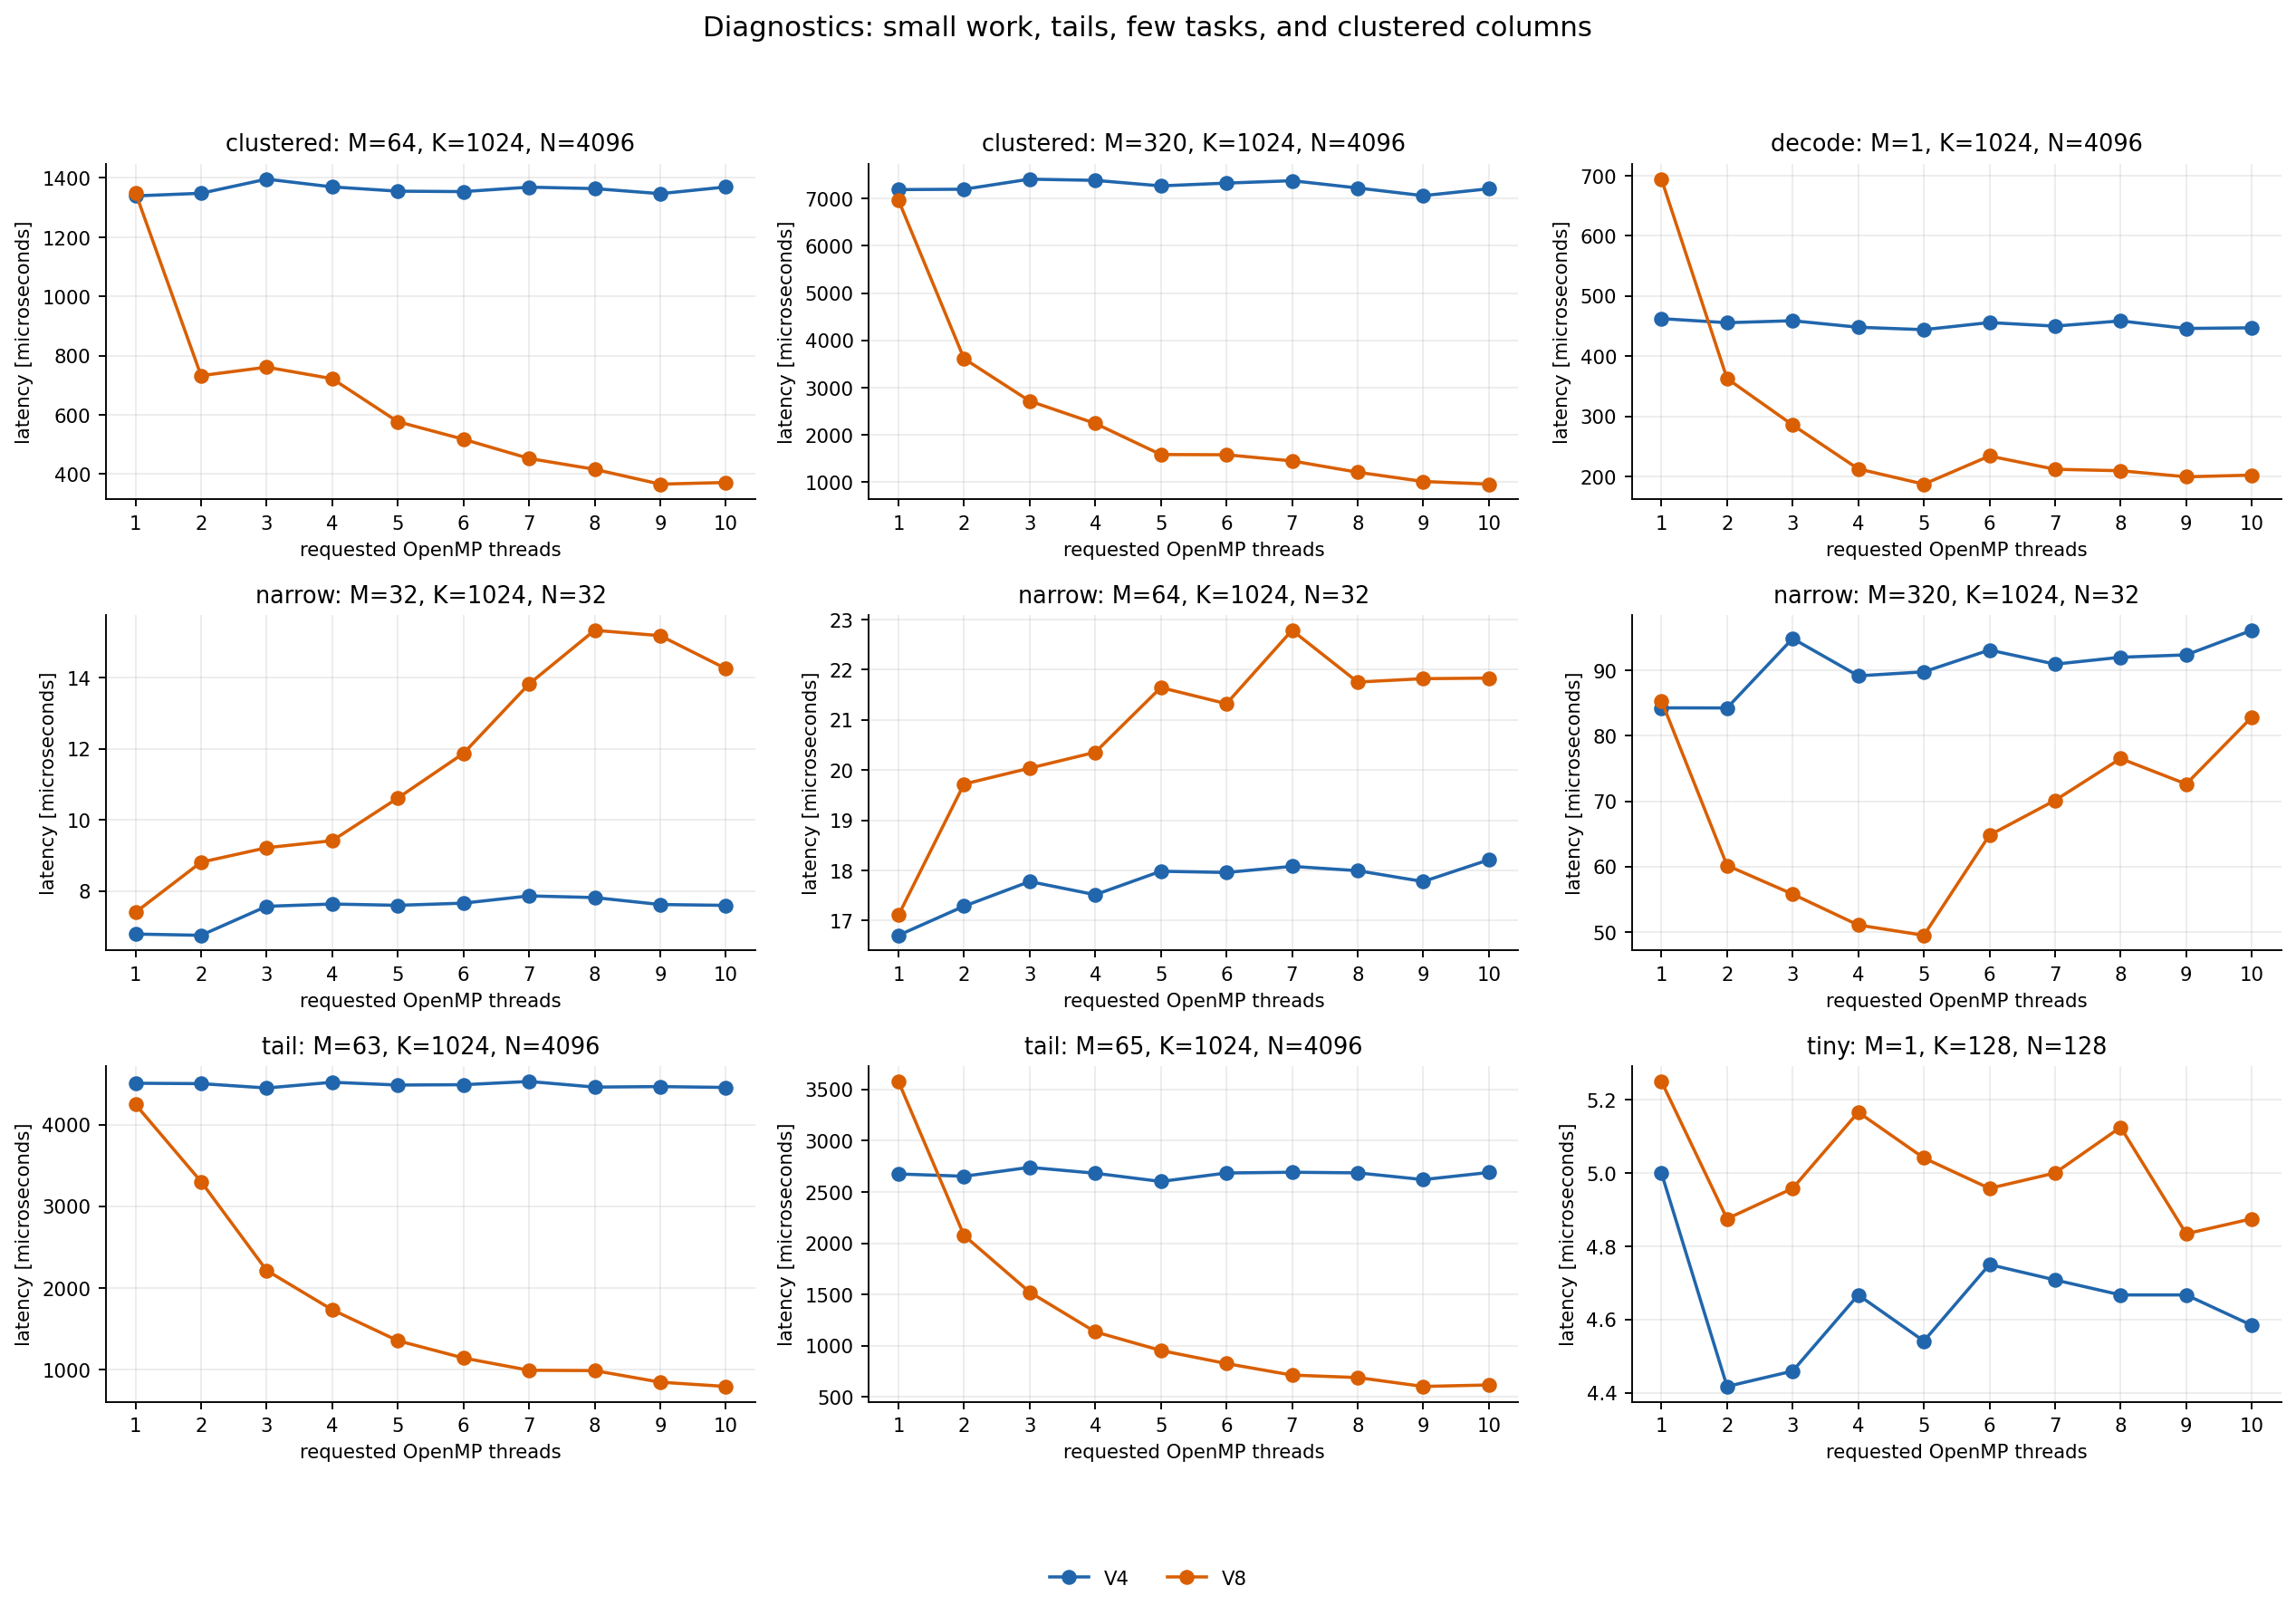 Diagnostics: small work, tails, few tasks, and clustered columns
clustered: M=64, K=1024, N=4096
latency [microseconds]
1400
1200
1000
800
600
400
1 2 3 4 5 6 7 8 9 10
requested OpenMP threads
clustered: M=320, K=1024, N=4096
latency [microseconds]
7000
6000
5000
4000
3000
2000
1000
1 2 3 4 5 6 7 8 9 10
requested OpenMP threads
decode: M=1, K=1024, N=4096
latency [microseconds]
700
600
500
400
300
200
1 2 3 4 5 6 7 8 9 10
requested OpenMP threads
narrow: M=32, K=1024, N=32
latency [microseconds]
14
12
10
8
1 2 3 4 5 6 7 8 9 10
requested OpenMP threads
narrow: M=64, K=1024, N=32
latency [microseconds]
23
22
21
20
19
18
17
1 2 3 4 5 6 7 8 9 10
requested OpenMP threads
narrow: M=320, K=1024, N=32
latency [microseconds]
90
80
70
60
50
1 2 3 4 5 6 7 8 9 10
requested OpenMP threads
tail: M=63, K=1024, N=4096
latency [microseconds]
4000
3000
2000
1000
1 2 3 4 5 6 7 8 9 10
requested OpenMP threads
tail: M=65, K=1024, N=4096
latency [microseconds]
3500
3000
2500
2000
1500
1000
500
1 2 3 4 5 6 7 8 9 10
requested OpenMP threads
tiny: M=1, K=128, N=128
latency [microseconds]
5.2
5.0
4.8
4.6
4.4
1 2 3 4 5 6 7 8 9 10
requested OpenMP threads
V4 V8